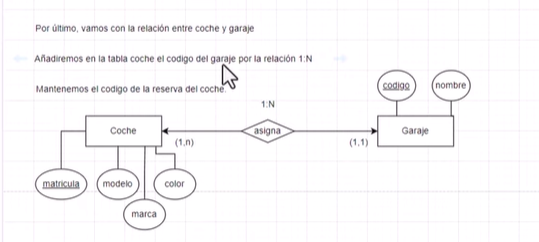 Por último, vamos con la relación entre coche y garaje
Añadiremos en la tabla coche el codigo del garaje por la relación 1:N
Mantenemos el codigo de la reserva del coche.
codigo
nombre
1:N
Coche
asigna
Garaje
(1,n)
(1,1)
matricula
modelo
color
marca